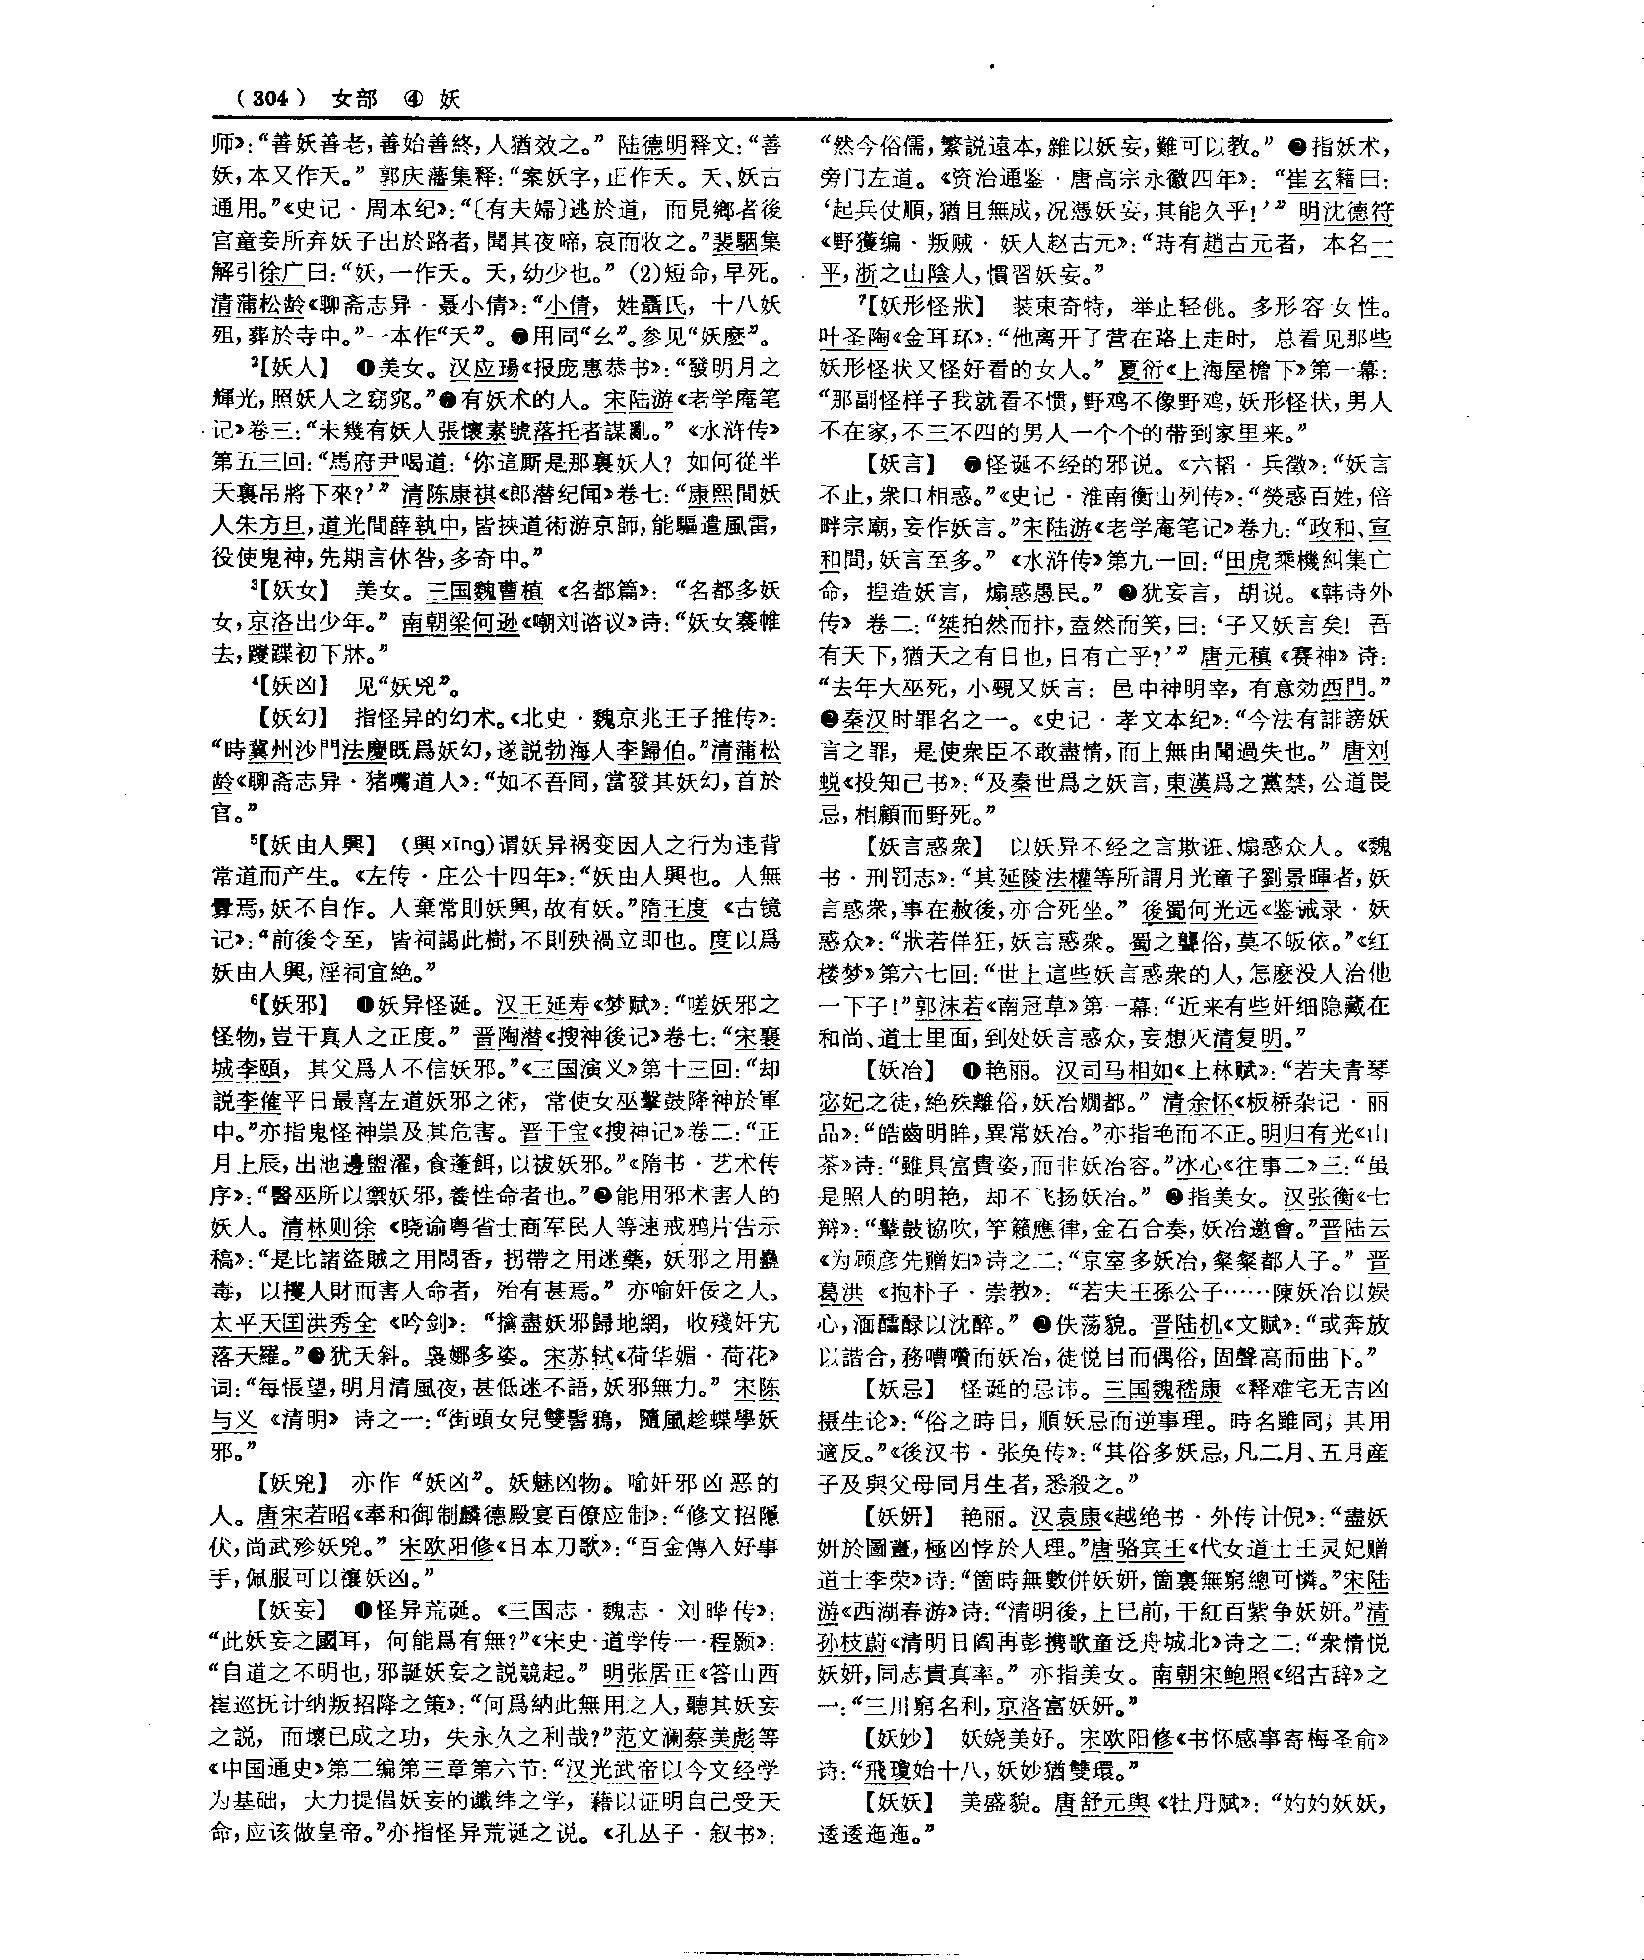 （304） 女部 ④ 妖
师》：“善妖善老，善始善終，人猶效之。” 陆德明释文：“善
妖，本又作夭。” 郭庆藩集释：“案妖字，正作夭。夭、妖古
通用。”《史记·周本纪》：“〔有夫婦〕逃於道，而見鄉者後
宫童妾所弃妖子出於路者，聞其夜啼，哀而收之。”裴駰集
解引徐广曰：“妖，一作夭。夭，幼少也。”(2)短命，早死。
清蒲松龄《聊斋志异·聂小倩》：“小倩，姓聶氏，十八妖
殂，葬於寺中。”一本作“夭”。❼用同“幺”。参见“妖麽”。
²【妖人】 ❶美女。汉应瑒《报庞惠恭书》：“發明月之
輝光，照妖人之窈窕。”❷有妖术的人。宋陆游《老学庵笔
记》卷三：“未幾有妖人張懷素號落托者謀亂。”《水浒传》
第五三回：“馬府尹喝道：‘你這厮是那裏妖人？如何從半
天裏吊將下來？’” 清陈康祺《郎潜纪闻》卷七：“康熙間妖
人朱方旦，道光間薛執中，皆挾道術游京師，能驅遣風雷，
役使鬼神，先期言休咎，多奇中。”
³【妖女】 美女。三国魏曹植《名都篇》：“名都多妖
女，京洛出少年。” 南朝梁何逊《嘲刘谘议》诗：“妖女褰帷
去，躞蹀初下牀。”
⁴【妖凶】 见“妖兇”。
【妖幻】 指怪异的幻术。《北史·魏京兆王子推传》：
“時冀州沙門法慶既爲妖幻，遂説勃海人李歸伯。”清蒲松
龄《聊斋志异·猪嘴道人》：“如不吾同，當發其妖幻，首於
官。”
⁵【妖由人興】 （興xīng）谓妖异祸变因人之行为违背
常道而产生。《左传·庄公十四年》：“妖由人興也。人無
釁焉，妖不自作。人棄常則妖興，故有妖。”隋王度《古镜
记》：“前後令至，皆祠謁此樹，不則殃禍立即也。度以爲
妖由人興，淫祠宜絶。”
⁶【妖邪】 ❶妖异怪诞。汉王延寿《梦赋》：“嗟妖邪之
怪物，豈干真人之正度。” 晋陶潜《搜神後记》卷七：“宋襄
城李頤，其父爲人不信妖邪。”《三国演义》第十三回：“却
説李傕平日最喜左道妖邪之術，常使女巫擊鼓降神於軍
中。”亦指鬼怪神祟及其危害。晋干宝《搜神记》卷二：“正
月上辰，出池邊盥濯，食蓬餌，以祓妖邪。”《隋书·艺术传
序》：“醫巫所以禦妖邪，養性命者也。”❷能用邪术害人的
妖人。清林则徐《晓谕粤省士商军民人等速戒鸦片告示
稿》：“是比諸盜賊之用悶香，拐帶之用迷藥，妖邪之用蠱
毒，以攫人財而害人命者，殆有甚焉。” 亦喻奸佞之人。
太平天囯洪秀全《吟剑》：“擒盡妖邪歸地網，收殘奸宄
落天羅。”❸犹夭斜。袅娜多姿。宋苏轼《荷华媚·荷花》
词：“每悵望，明月清風夜，甚低迷不語，妖邪無力。” 宋陈
与义《清明》诗之一：“街頭女兒雙髻鴉，隨風趁蝶學妖
邪。”
【妖兇】 亦作“妖凶”。妖魅凶物。喻奸邪凶恶的
人。唐宋若昭《奉和御制麟德殿宴百僚应制》：“修文招隱
伏，尚武殄妖兇。” 宋欧阳修《日本刀歌》：“百金傳入好事
手，佩服可以禳妖凶。”
【妖妄】 ❶怪异荒诞。《三国志·魏志·刘晔传》：
“此妖妄之國耳，何能爲有無？”《宋史·道学传一·程颢》：
“自道之不明也，邪誕妖妄之説競起。” 明张居正《答山西
崔巡抚计纳叛招降之策》：“何爲納此無用之人，聽其妖妄
之説，而壞已成之功，失永久之利哉？”范文澜蔡美彪等
《中国通史》第二编第三章第六节：“汉光武帝以今文经学
为基础，大力提倡妖妄的谶纬之学，藉以证明自己受天
命，应该做皇帝。”亦指怪异荒诞之说。《孔丛子·叙书》：
“然今俗儒，繁説遠本，雜以妖妄，難可以教。” ❷指妖术，
旁门左道。《资治通鉴·唐高宗永徽四年》：“崔玄籍曰：
‘起兵仗順，猶且無成，况憑妖妄，其能久乎！’” 明沈德符
《野獲编·叛贼·妖人赵古元》：“時有趙古元者，本名一
平，浙之山陰人，慣習妖妄。”
⁷【妖形怪狀】 装束奇特，举止轻佻。多形容女性。
叶圣陶《金耳环》：“他离开了营在路上走时，总看见那些
妖形怪状又怪好看的女人。” 夏衍《上海屋檐下》第一幕：
“那副怪样子我就看不惯，野鸡不像野鸡，妖形怪状，男人
不在家，不三不四的男人一个个的带到家里来。”
【妖言】 ❶怪诞不经的邪说。《六韬·兵徵》：“妖言
不止，衆口相惑。”《史记·淮南衡山列传》：“熒惑百姓，倍
畔宗廟，妄作妖言。”宋陆游《老学庵笔记》卷九：“政和、宣
和間，妖言至多。”《水浒传》第九一回：“田虎乘機糾集亡
命，捏造妖言，煽惑愚民。” ❷犹妄言，胡说。《韩诗外
传》卷二：“桀拍然而抃，盍然而笑，曰：‘子又妖言矣！吾
有天下，猶天之有日也，日有亡乎？’” 唐元稹《赛神》诗：
“去年大巫死，小覡又妖言：邑中神明宰，有意効西門。”
❸秦汉时罪名之一。《史记·孝文本纪》：“今法有誹謗妖
言之罪，是使衆臣不敢盡情，而上無由聞過失也。” 唐刘
蜕《投知己书》：“及秦世爲之妖言，東漢爲之黨禁，公道畏
忌，相顧而野死。”
【妖言惑衆】 以妖异不经之言欺诳、煽惑众人。《魏
书·刑罚志》：“其延陵法權等所謂月光童子劉景暉者，妖
言惑衆，事在赦後，亦合死坐。” 後蜀何光远《鉴诫录·妖
惑众》：“狀若佯狂，妖言惑衆。蜀之聾俗，莫不皈依。”《红
楼梦》第六七回：“世上這些妖言惑衆的人，怎麽没人治他
一下子！”郭沫若《南冠草》第一幕：“近来有些奸细隐藏在
和尚、道士里面，到处妖言惑众，妄想灭清复明。”
【妖冶】 ❶艳丽。汉司马相如《上林赋》：“若夫青琴
宓妃之徒，絶殊離俗，妖冶嫺都。” 清余怀《板桥杂记·丽
品》：“皓齒明眸，異常妖冶。”亦指艳而不正。明归有光《山
茶》诗：“雖具富貴姿，而非妖冶容。”冰心《往事二》三：“虽
是照人的明艳，却不飞扬妖冶。” ❷指美女。汉张衡《七
辩》：“鼙鼓協吹，竽籟應律，金石合奏，妖冶邀會。”晋陆云
《为顾彦先赠妇》诗之二：“京室多妖冶，粲粲都人子。” 晋
葛洪《抱朴子·崇教》：“若夫王孫公子……陳妖冶以娱
心，湎醽醁以沈醉。” ❸佚荡貌。晋陆机《文赋》：“或奔放
以諧合，務嘈囋而妖冶，徒悦目而偶俗，固聲高而曲下。”
【妖忌】 怪诞的忌讳。三国魏嵇康《释难宅无吉凶
摄生论》：“俗之時日，順妖忌而逆事理。時名雖同，其用
適反。”《後汉书·张奂传》：“其俗多妖忌，凡二月、五月產
子及與父母同月生者，悉殺之。”
【妖妍】 艳丽。汉袁康《越绝书·外传计倪》：“盡妖
妍於圖畫，極凶悖於人理。”唐骆宾王《代女道士王灵妃赠
道士李荣》诗：“箇時無數併妖妍，箇裏無窮總可憐。”宋陆
游《西湖春游》诗：“清明後，上巳前，千紅百紫争妖妍。”清
孙枝蔚《清明日阎再彭携歌童泛舟城北》诗之二：“衆情悦
妖妍，同志貴真率。” 亦指美女。南朝宋鲍照《绍古辞》之
一：“三川窮名利，京洛富妖妍。”
【妖妙】 妖娆美好。宋欧阳修《书怀感事寄梅圣俞》
诗：“飛瓊始十八，妖妙猶雙環。”
【妖妖】 美盛貌。唐舒元舆《牡丹赋》：“灼灼妖妖，
逶逶迤迤。”